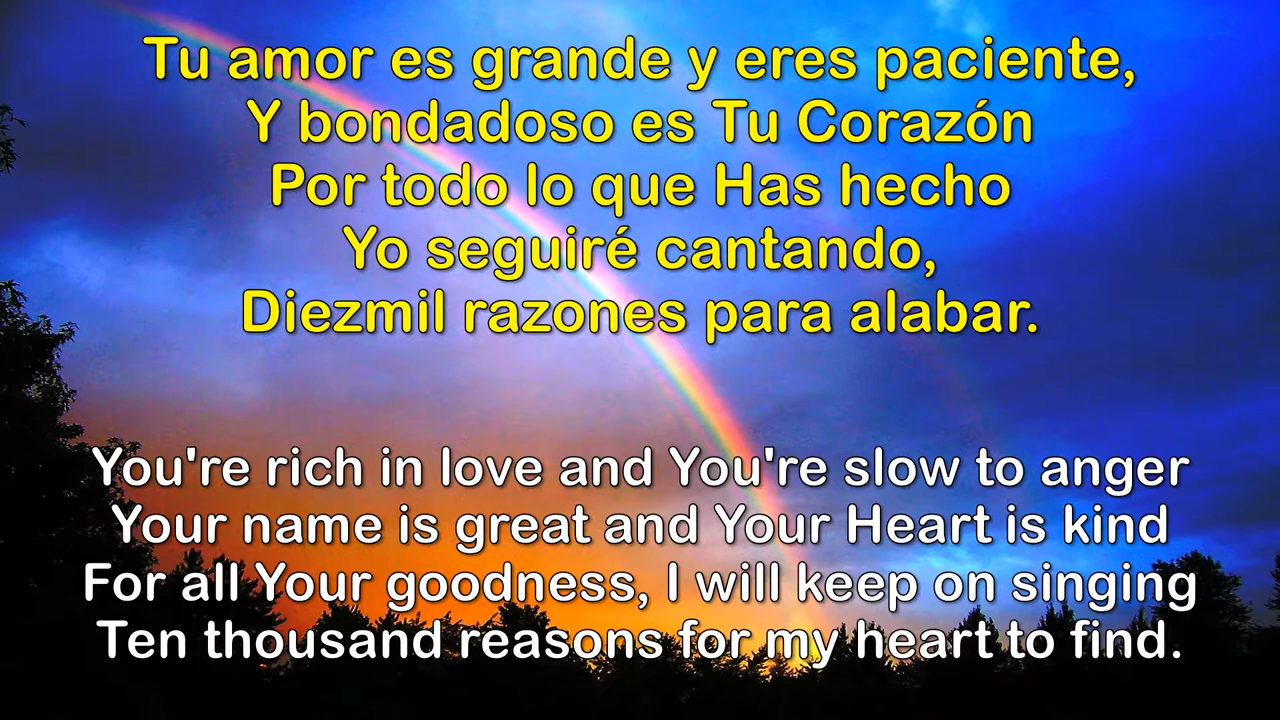 Tu amor es grande y eres paciente,
Y bondadoso es Tu Corazón
Por todo lo que Has hecho
Yo seguiré cantando,
Diezmil razones para alabar.
You're rich in love and You're slow to anger
Your name is great and Your Heart is kind
For all Your goodness, I will keep on singing
Ten thousand reasons for my heart to find.